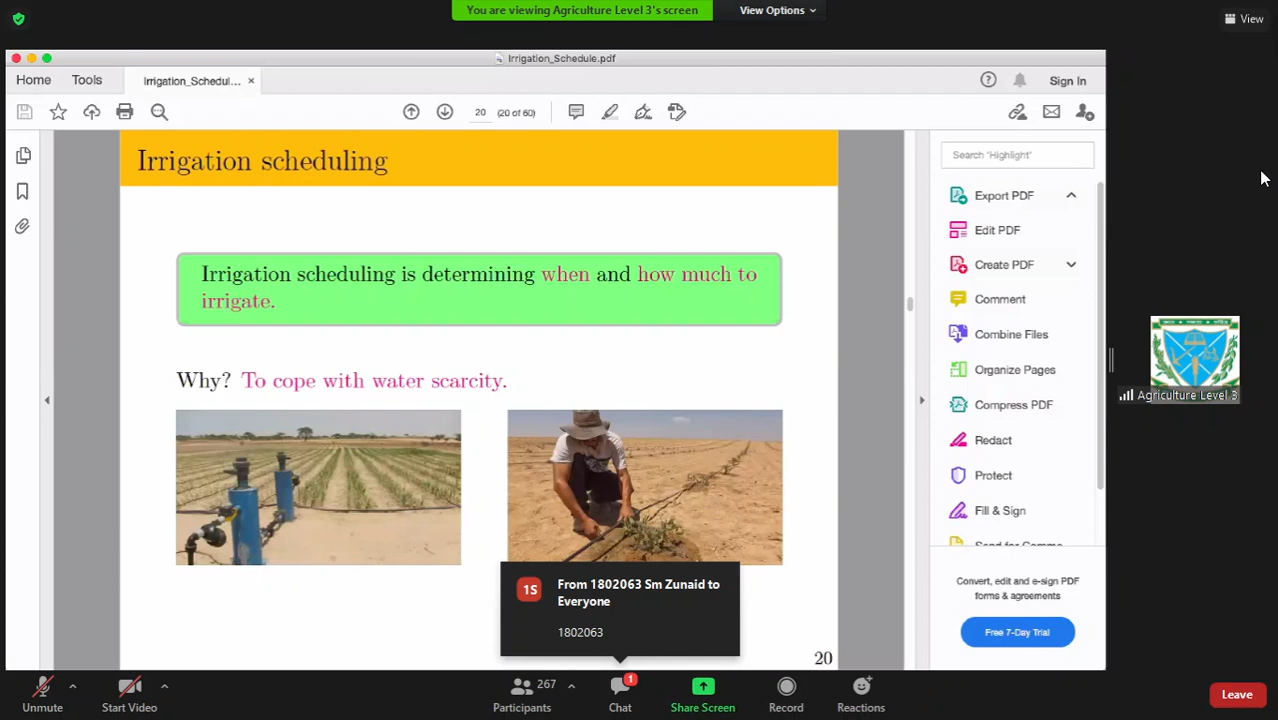 You are viewing Agriculture Level 3's screen
View Options
View
Irrigation_Schedule.pdf
Home
Tools
Irrigation_Schedul...
Sign In
20
(20 of 60)
Irrigation scheduling
Search "Highlight"
Export PDF
Edit PDF
Irrigation scheduling is determining when and how much to
irrigate.
Create PDF
Comment
Combine Files
Why? To cope with water scarcity.
Organize Pages
Agriculture Level 3
Compress PDF
Redact
Protect
Fill & Sign
From 1802063 Sm Zunaid to
Everyone
1S
1802063
Convert, edit and e-sign PDF
forms & agreements
Free 7-Day Trial
20
Unmute
Start Video
267
Participants
1
Chat
Share Screen
Record
Reactions
Leave